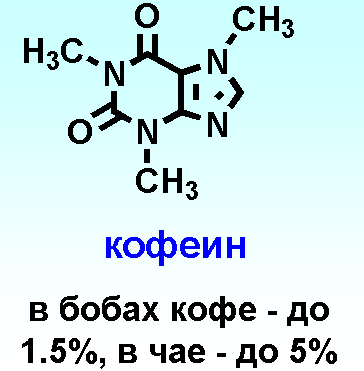 O
CH3
H3C
N
N
O
N
N
CH3
кофеин
в бобах кофе - до
1.5%, в чае - до 5%